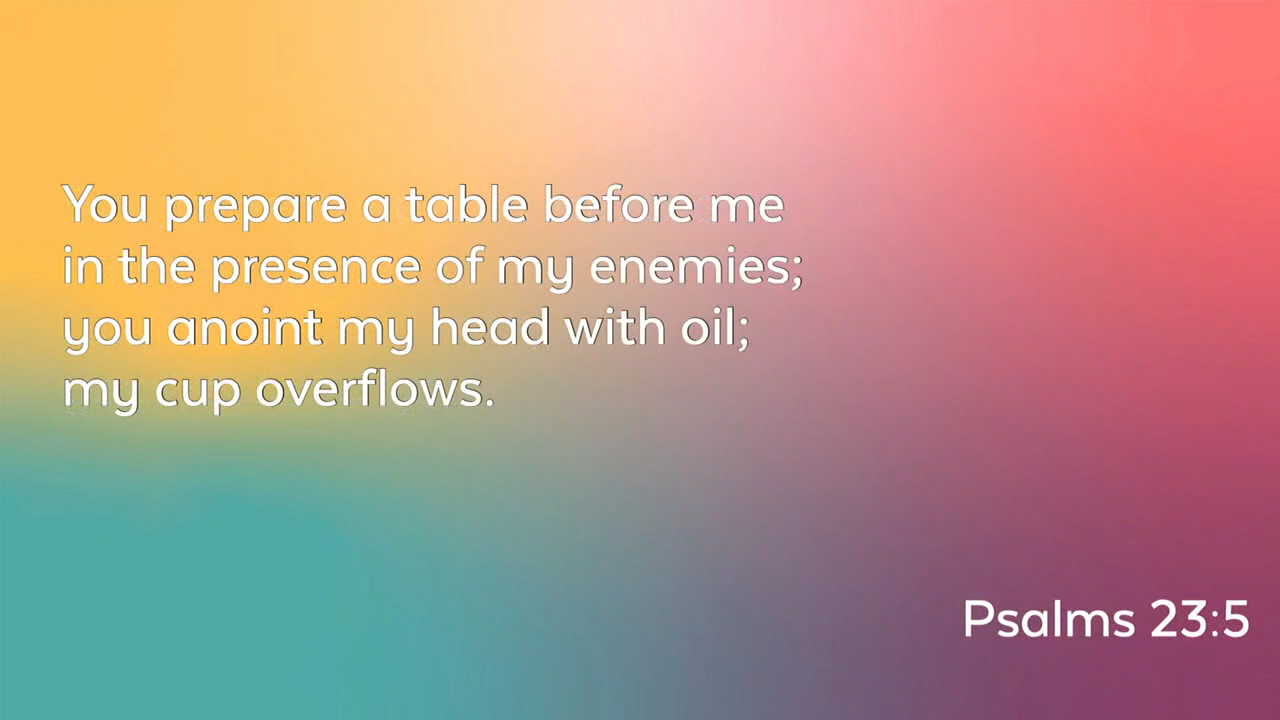 You prepare a table before me
in the presence of my enemies;
you anoint my head with oil;
my cup overflows.
Psalms 23:5